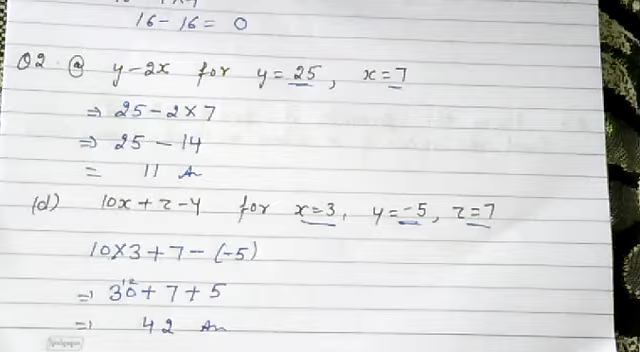 16 - 16 = 0
Q2 ⓐ y - 2x for y = 25, x = 7
⇒ 25 - 2 × 7
⇒ 25 - 14
= 11 An
(d) 10x + z - y for x = 3, y = -5, z = 7
10 × 3 + 7 - (-5)
⇒ 30 + 7 + 5
⇒ 42 An